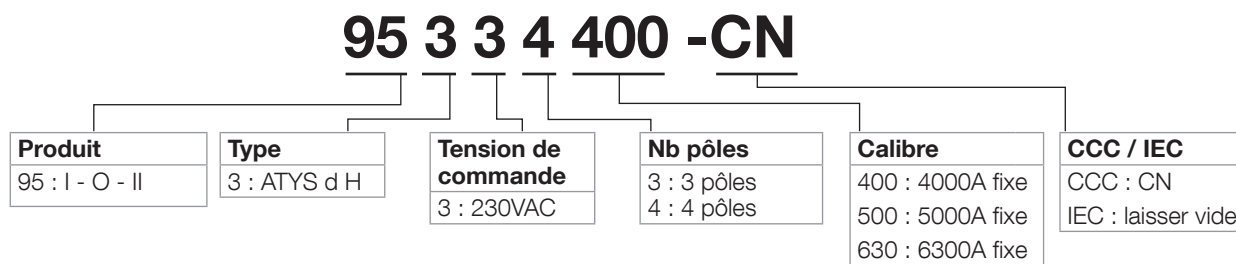 95 3 3 4 400 -CN
Produit
95 : I - O - II
Type
3 : ATYS d H
Tension de
commande
3 : 230VAC
Nb pôles
3 : 3 pôles
4 : 4 pôles
Calibre
400 : 4000A fixe
500 : 5000A fixe
630 : 6300A fixe
CCC / IEC
CCC : CN
IEC : laisser vide